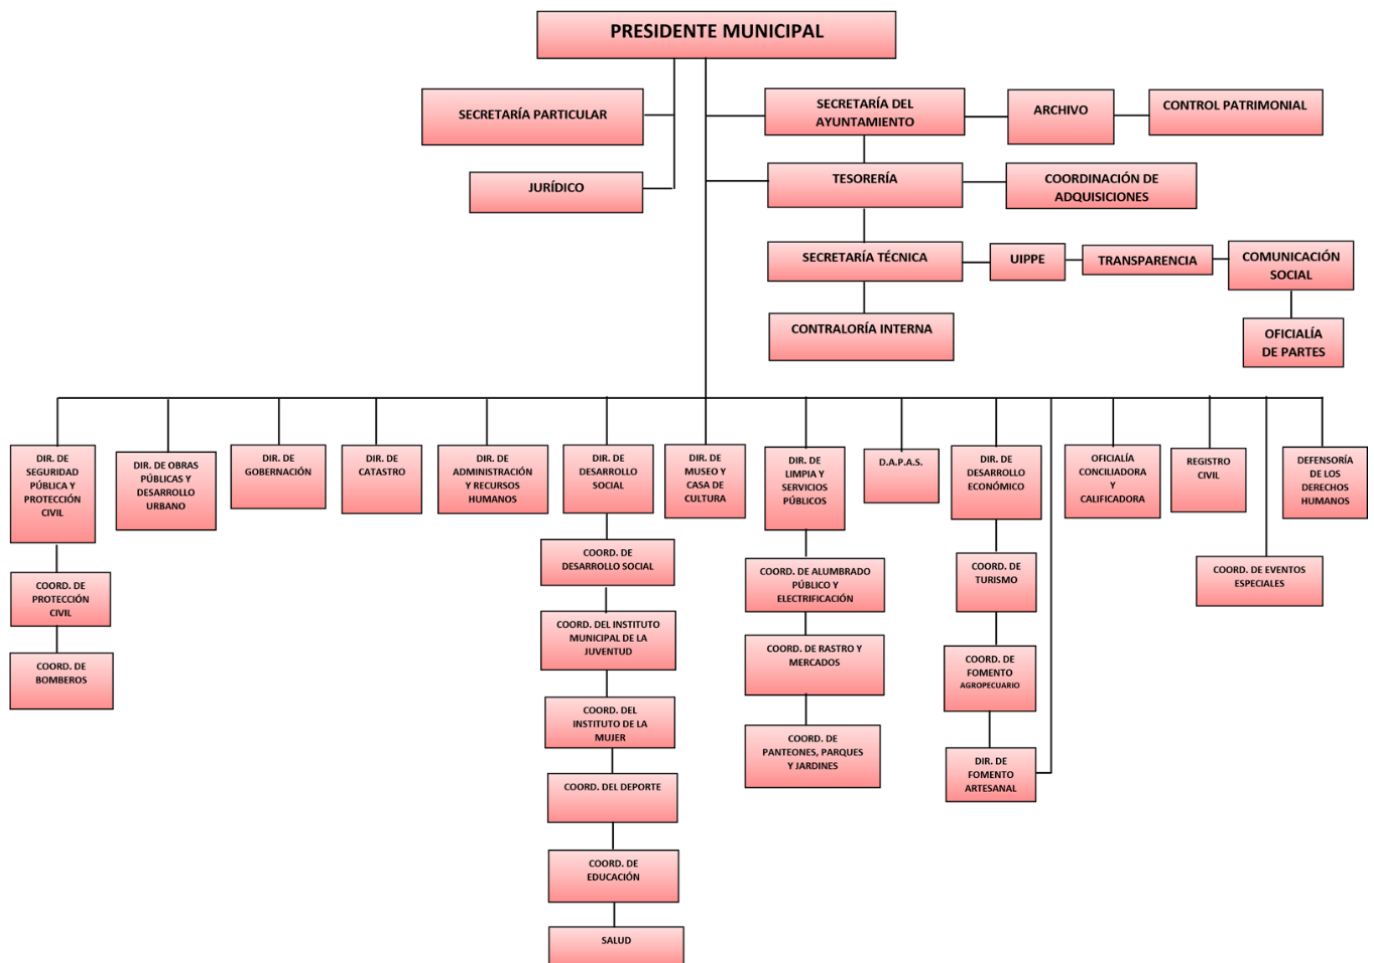 PRESIDENTE MUNICIPAL
SECRETARÍA PARTICULAR
JURÍDICO
SECRETARÍA DEL
AYUNTAMIENTO
ARCHIVO
CONTROL PATRIMONIAL
TESORERÍA
COORDINACIÓN DE
ADQUISICIONES
SECRETARÍA TÉCNICA
UIPPE
TRANSPARENCIA
COMUNICACIÓN
SOCIAL
CONTRALORÍA INTERNA
OFICIALÍA
DE PARTES
DIR. DE
SEGURIDAD
PÚBLICA Y
PROTECCIÓN
CIVIL
DIR. DE OBRAS
PÚBLICAS Y
DESARROLLO
URBANO
DIR. DE
GOBERNACIÓN
DIR. DE
CATASTRO
DIR. DE
ADMINISTRACIÓN
Y RECURSOS
HUMANOS
DIR. DE
DESARROLLO
SOCIAL
DIR. DE
MUSEO Y
CASA DE
CULTURA
DIR. DE
LIMPIA Y
SERVICIOS
PÚBLICOS
D.A.P.A.S.
DIR. DE
DESARROLLO
ECONÓMICO
OFICIALÍA
CONCILIADORA
Y
CALIFICADORA
REGISTRO
CIVIL
DEFENSORÍA
DE LOS
DERECHOS
HUMANOS
COORD. DE
PROTECCIÓN
CIVIL
COORD. DE
BOMBEROS
COORD. DE
DESARROLLO SOCIAL
COORD. DEL INSTITUTO
MUNICIPAL DE LA
JUVENTUD
COORD. DEL
INSTITUTO DE LA
MUJER
COORD. DEL DEPORTE
COORD. DE
EDUCACIÓN
SALUD
COORD. DE ALUMBRADO
PÚBLICO Y
ELECTRIFICACIÓN
COORD. DE RASTRO Y
MERCADOS
COORD. DE
PANTEONES, PARQUES
Y JARDINES
COORD. DE
TURISMO
COORD. DE
FOMENTO
AGROPECUARIO
DIR. DE
FOMENTO
ARTESANAL
COORD. DE EVENTOS
ESPECIALES